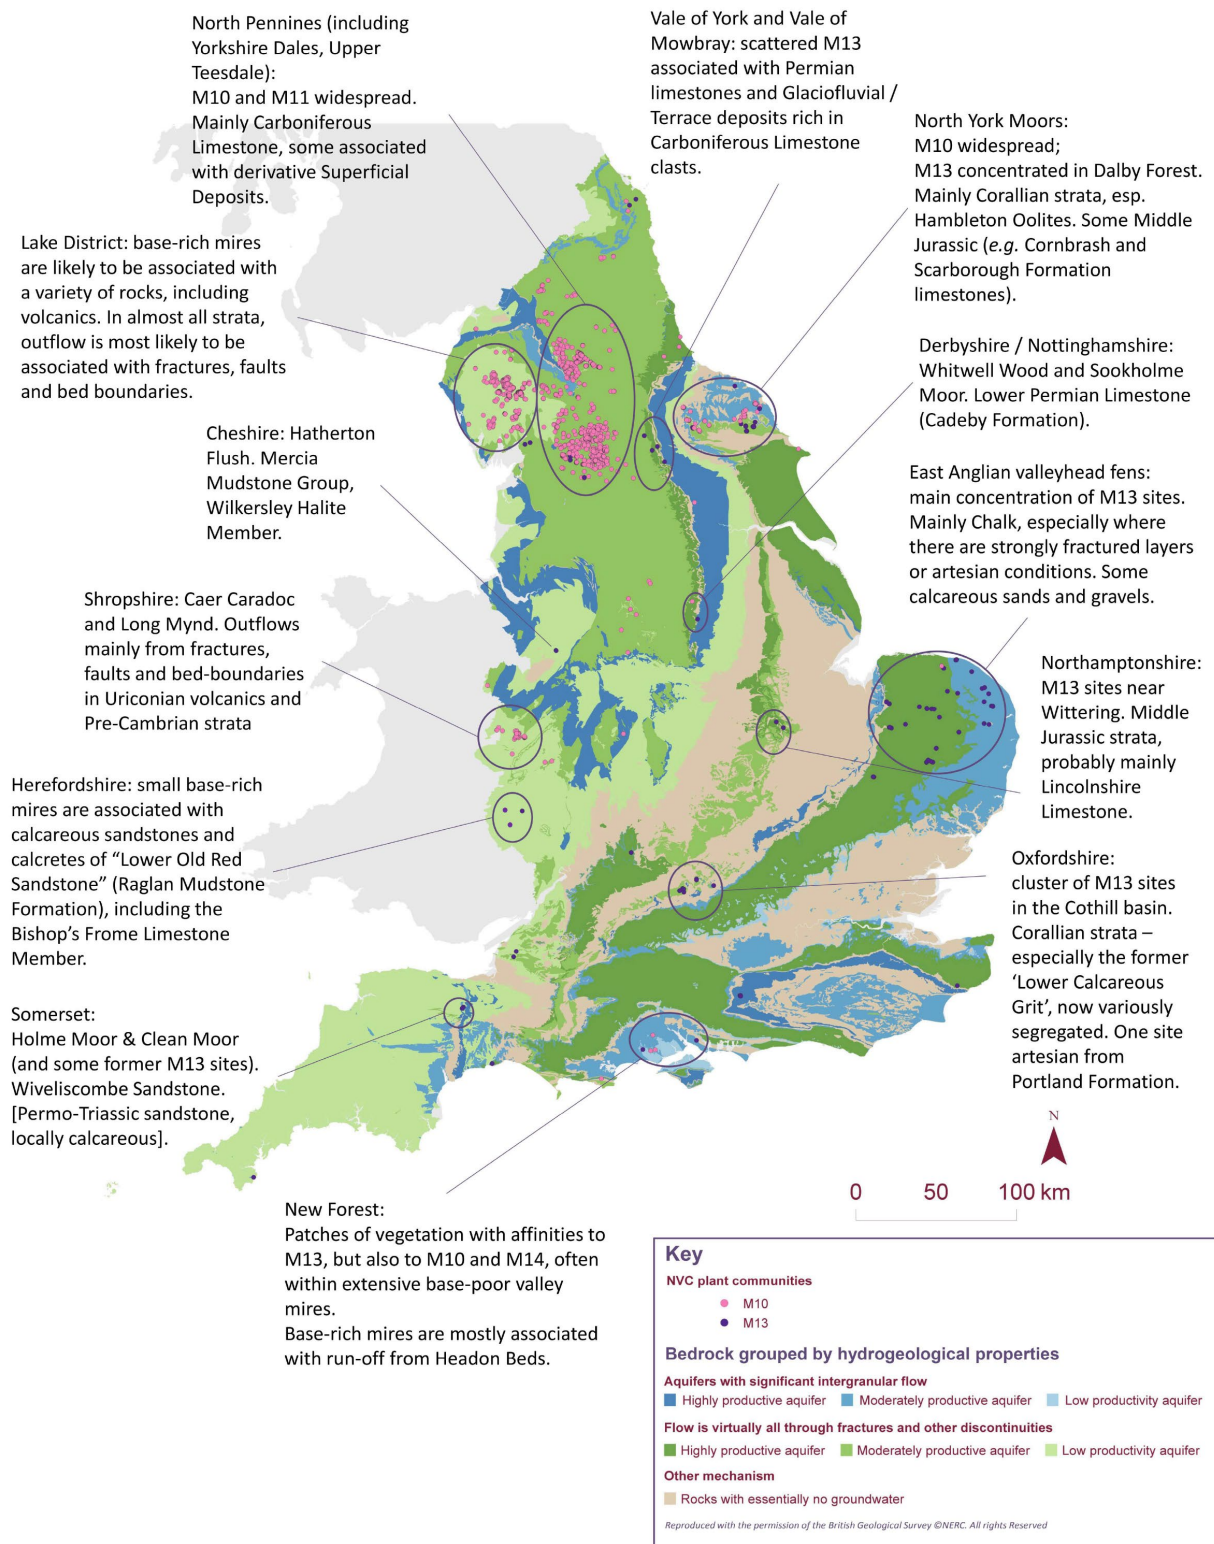 North Pennines (including
Yorkshire Dales, Upper
Teesdale):
M10 and M11 widespread.
Mainly Carboniferous
Limestone, some associated
with derivative Superficial
Deposits.
Vale of York and Vale of
Mowbray: scattered M13
associated with Permian
limestones and Glaciofluvial /
Terrace deposits rich in
Carboniferous Limestone
clasts.
North York Moors:
M10 widespread;
M13 concentrated in Dalby Forest.
Mainly Corallian strata, esp.
Hambleton Oolites. Some Middle
Jurassic (e.g. Cornbrash and
Scarborough Formation
limestones).
Lake District: base-rich mires
are likely to be associated with
a variety of rocks, including
volcanics. In almost all strata,
outflow is most likely to be
associated with fractures, faults
and bed boundaries.
Derbyshire / Nottinghamshire:
Whitwell Wood and Sookholme
Moor. Lower Permian Limestone
(Cadeby Formation).
Cheshire: Hatherton
Flush. Mercia
Mudstone Group,
Wilkersley Halite
Member.
East Anglian valleyhead fens:
main concentration of M13 sites.
Mainly Chalk, especially where
there are strongly fractured layers
or artesian conditions. Some
calcareous sands and gravels.
Shropshire: Caer Caradoc
and Long Mynd. Outflows
mainly from fractures,
faults and bed-boundaries
in Uriconian volcanics and
Pre-Cambrian strata
Northamptonshire:
M13 sites near
Wittering. Middle
Jurassic strata,
probably mainly
Lincolnshire
Limestone.
Herefordshire: small base-rich
mires are associated with
calcareous sandstones and
calcretes of “Lower Old Red
Sandstone” (Raglan Mudstone
Formation), including the
Bishop’s Frome Limestone
Member.
Oxfordshire:
cluster of M13 sites
in the Cothill basin.
Corallian strata –
especially the former
‘Lower Calcareous
Grit’, now variously
segregated. One site
artesian from
Portland Formation.
Somerset:
Holme Moor & Clean Moor
(and some former M13 sites).
Wiveliscombe Sandstone.
[Permo-Triassic sandstone,
locally calcareous].
New Forest:
Patches of vegetation with affinities to
M13, but also to M10 and M14, often
within extensive base-poor valley
mires.
Base-rich mires are mostly associated
with run-off from Headon Beds.
N
0 50 100 km
Key
NVC plant communities
M10
M13
Bedrock grouped by hydrogeological properties
Aquifers with significant intergranular flow
Highly productive aquifer Moderately productive aquifer Low productivity aquifer
Flow is virtually all through fractures and other discontinuities
Highly productive aquifer Moderately productive aquifer Low productivity aquifer
Other mechanism
Rocks with essentially no groundwater
Reproduced with the permission of the British Geological Survey ©NERC. All rights Reserved